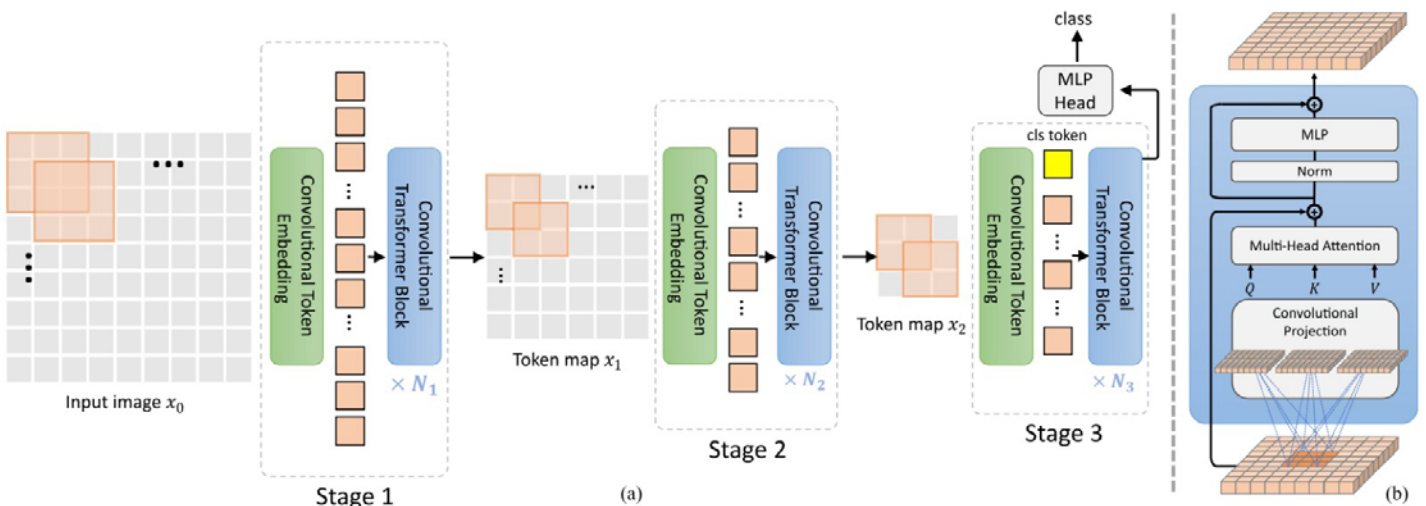 Input image x₀
Convolutional Token
Embedding
Convolutional
Transformer Block
× N₁
Stage 1
Token map x₁
Convolutional Token
Embedding
Convolutional
Transformer Block
× N₂
Stage 2
(a)
Token map x₂
class
MLP
Head
cls token
Convolutional Token
Embedding
Convolutional
Transformer Block
× N₃
Stage 3
MLP
Norm
Multi-Head Attention
Q K V
Convolutional
Projection
(b)